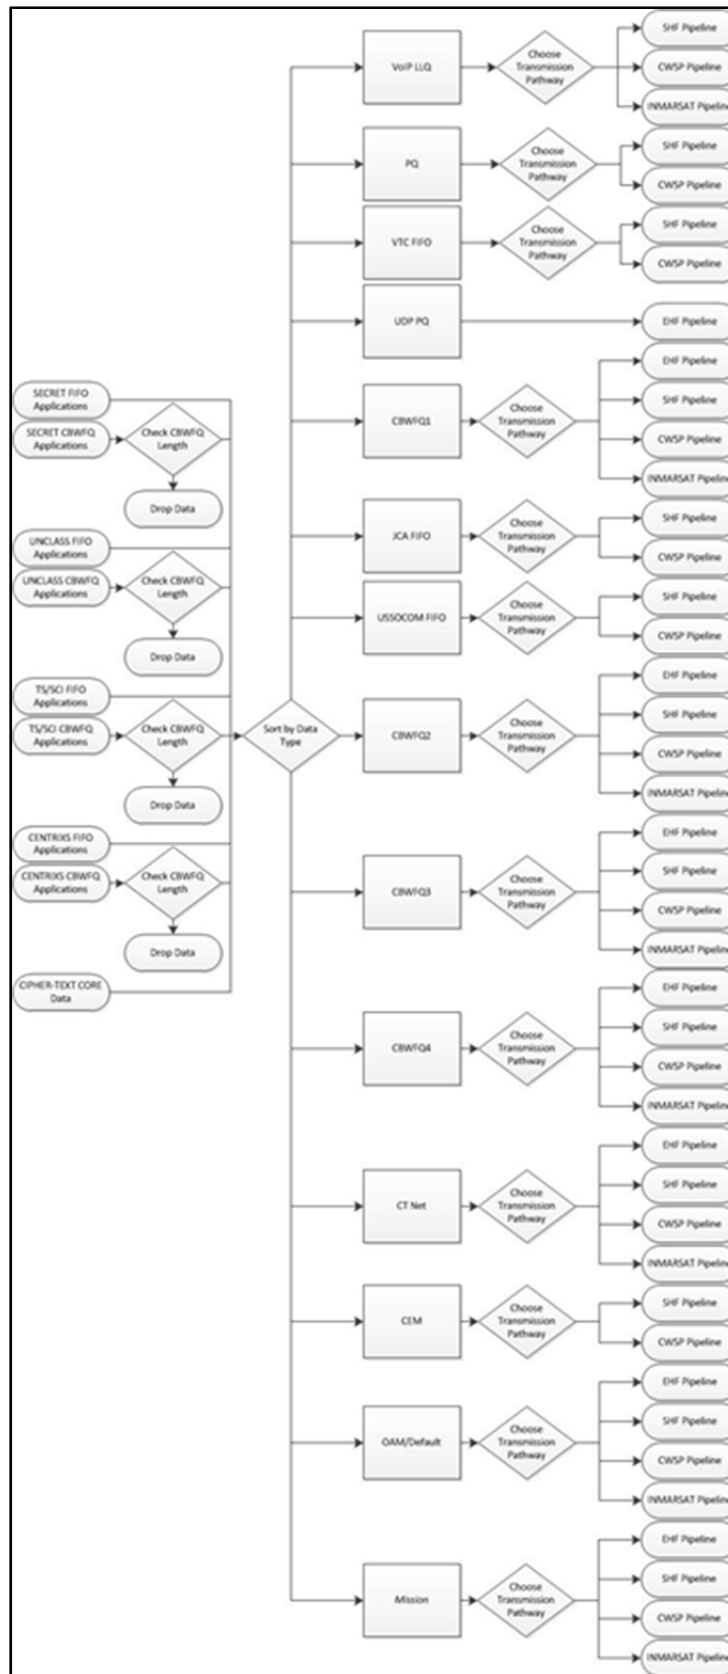 SECRET FIFO
Applications
SECRET CBWFQ
Applications
Check CBWFQ
Length
Drop Data
UNCLASS FIFO
Applications
UNCLASS CBWFQ
Applications
Check CBWFQ
Length
Drop Data
TS/SCI FIFO
Applications
TS/SCI CBWFQ
Applications
Check CBWFQ
Length
Drop Data
CENTRIXS FIFO
Applications
CENTRIXS CBWFQ
Applications
Check CBWFQ
Length
Drop Data
CIPHER-TEXT CORE
Data
Sort by Data
Type
VoIP LLQ
Choose
Transmission
Pathway
SHF Pipeline
CWSP Pipeline
INMARSAT Pipeline
PQ
Choose
Transmission
Pathway
SHF Pipeline
CWSP Pipeline
VTC FIFO
Choose
Transmission
Pathway
SHF Pipeline
CWSP Pipeline
UDP PQ
EHF Pipeline
CBWFQ1
Choose
Transmission
Pathway
EHF Pipeline
SHF Pipeline
CWSP Pipeline
INMARSAT Pipeline
JCA FIFO
Choose
Transmission
Pathway
SHF Pipeline
CWSP Pipeline
USSOCOM FIFO
Choose
Transmission
Pathway
SHF Pipeline
CWSP Pipeline
CBWFQ2
Choose
Transmission
Pathway
EHF Pipeline
SHF Pipeline
CWSP Pipeline
INMARSAT Pipeline
CBWFQ3
Choose
Transmission
Pathway
EHF Pipeline
SHF Pipeline
CWSP Pipeline
INMARSAT Pipeline
CBWFQ4
Choose
Transmission
Pathway
EHF Pipeline
SHF Pipeline
CWSP Pipeline
INMARSAT Pipeline
CT Net
Choose
Transmission
Pathway
EHF Pipeline
SHF Pipeline
CWSP Pipeline
INMARSAT Pipeline
CEM
Choose
Transmission
Pathway
SHF Pipeline
CWSP Pipeline
OAM/Default
Choose
Transmission
Pathway
EHF Pipeline
SHF Pipeline
CWSP Pipeline
INMARSAT Pipeline
Mission
Choose
Transmission
Pathway
EHF Pipeline
SHF Pipeline
CWSP Pipeline
INMARSAT Pipeline